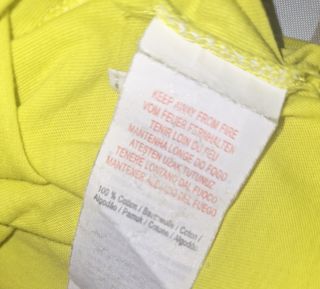 KEEP AWAY FROM FIRE
VOM FEUER FERNHALTEN
TENIR LOIN DU FEU
MANTENHA LONGE DO FOGO
ATEŞTEN UZAK TUTUNUZ
TENERE LONTANO DAL FUOCO
MANTENER ALEJADO DEL FUEGO
100 % Cotton / Baumwolle / Coton /
Algodão / Pamuk / Cotone / Algodón